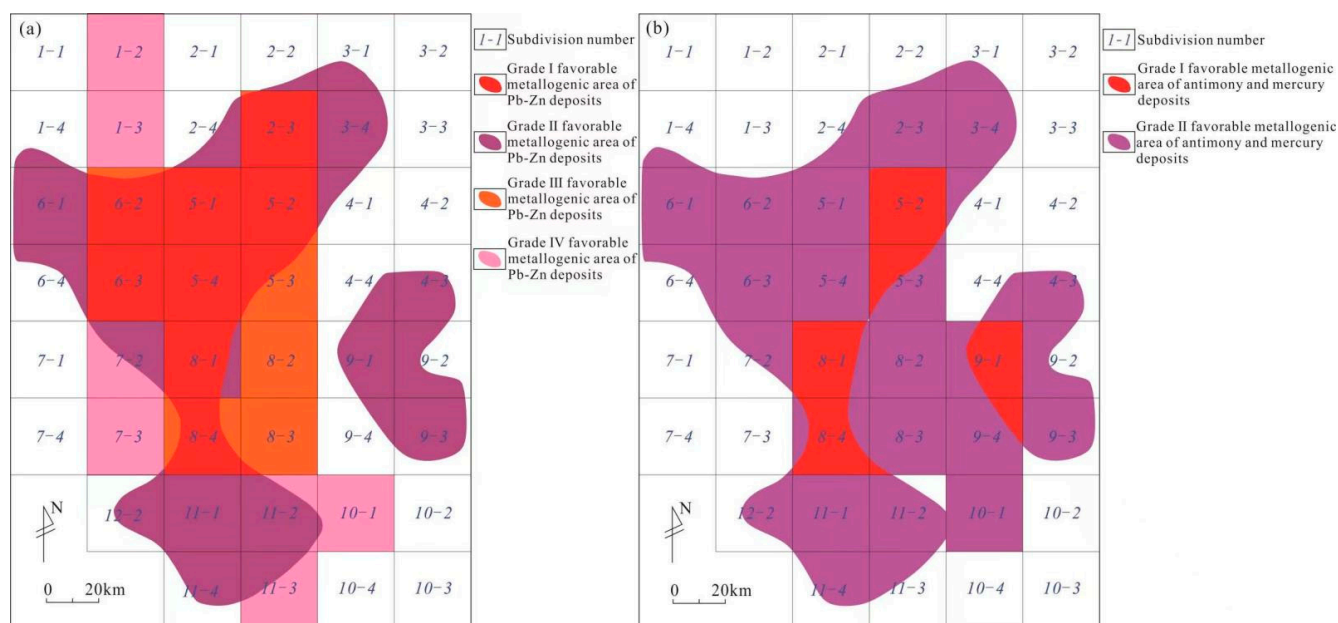 (a)
1-1 1-2 2-1 2-2 3-1 3-2
1-4 1-3 2-4 2-3 3-4 3-3
6-1 6-2 5-1 5-2 4-1 4-2
6-4 6-3 5-4 5-3 4-4 4-3
7-1 7-2 8-1 8-2 9-1 9-2
7-4 7-3 8-4 8-3 9-4 9-3
12-2 11-1 11-2 10-1 10-2
11-4 11-3 10-4 10-3
N
0 20km
1-1 Subdivision number
Grade I favorable
metallogenic area of
Pb-Zn deposits
Grade II favorable
metallogenic area of
Pb-Zn deposits
Grade III favorable
metallogenic area of
Pb-Zn deposits
Grade IV favorable
metallogenic area of
Pb-Zn deposits
(b)
1-1 1-2 2-1 2-2 3-1 3-2
1-4 1-3 2-4 2-3 3-4 3-3
6-1 6-2 5-1 5-2 4-1 4-2
6-4 6-3 5-4 5-3 4-4 4-3
7-1 7-2 8-1 8-2 9-1 9-2
7-4 7-3 8-4 8-3 9-4 9-3
12-2 11-1 11-2 10-1 10-2
11-4 11-3 10-4 10-3
N
0 20km
1-1 Subdivision number
Grade I favorable metallogenic
area of antimony and mercury
deposits
Grade II favorable metallogenic
area of antimony and mercury
deposits